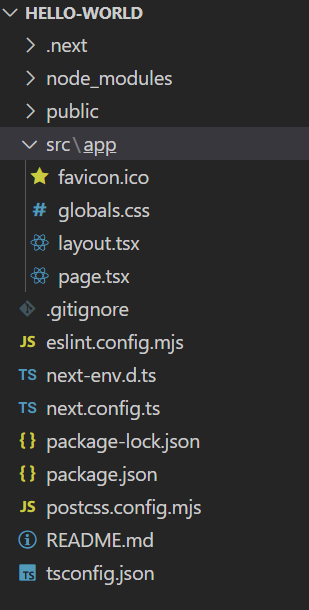 HELLO-WORLD
.next
node_modules
public
src\app
favicon.ico
# globals.css
layout.tsx
page.tsx
.gitignore
JS eslint.config.mjs
TS next-env.d.ts
TS next.config.ts
{} package-lock.json
{} package.json
JS postcss.config.mjs
README.md
TS tsconfig.json